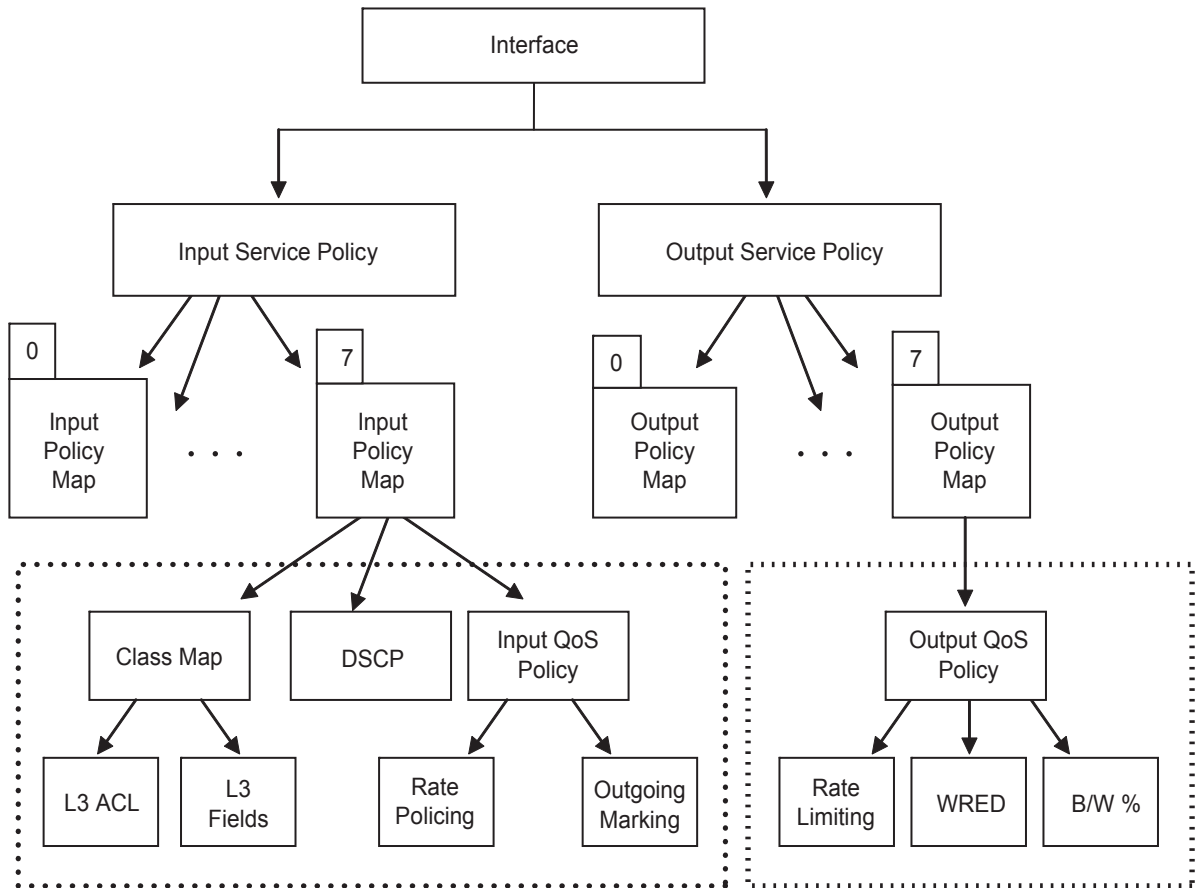 Interface
Input Service Policy
Output Service Policy
0
Input
Policy
Map
. . .
7
Input
Policy
Map
0
Output
Policy
Map
. . .
7
Output
Policy
Map
Class Map
DSCP
Input QoS
Policy
Output QoS
Policy
L3 ACL
L3
Fields
Rate
Policing
Outgoing
Marking
Rate
Limiting
WRED
B/W %